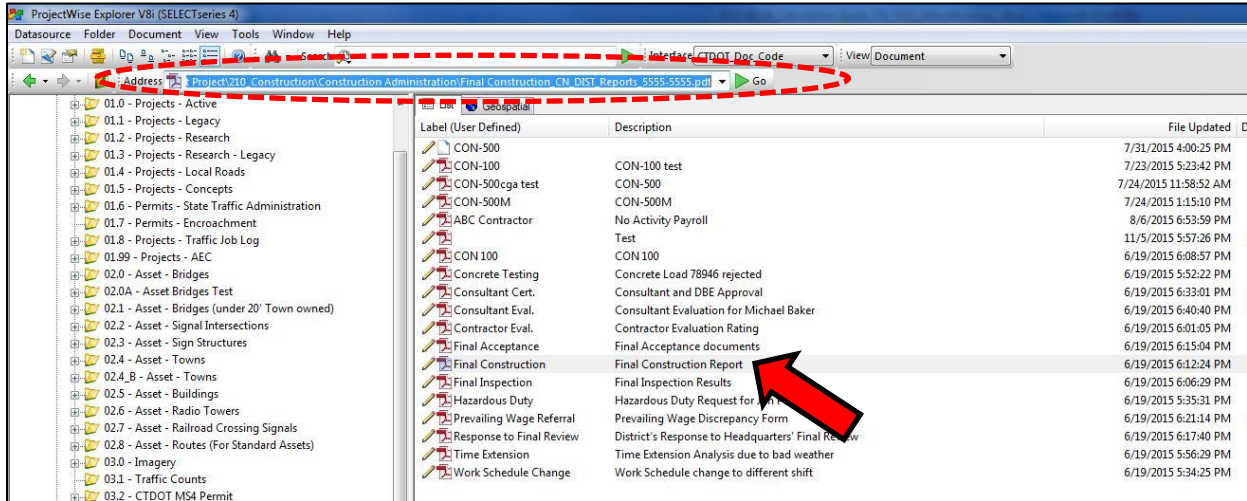 ProjectWise Explorer V8i (SELECTseries 4)
Datasource Folder Document View Tools Window Help
Search Interface CTDOT_Doc_Code View Document
Address t Project\210_Construction\Construction Administration\Final Construction_CN_DIST_Reports_5555-5555.pdf Go
01.0 - Projects - Active
01.1 - Projects - Legacy
01.2 - Projects - Research
01.3 - Projects - Research - Legacy
01.4 - Projects - Local Roads
01.5 - Projects - Concepts
01.6 - Permits - State Traffic Administration
01.7 - Permits - Encroachment
01.8 - Projects - Traffic Job Log
01.99 - Projects - AEC
02.0 - Asset - Bridges
02.0A - Asset Bridges Test
02.1 - Asset - Bridges (under 20' Town owned)
02.2 - Asset - Signal Intersections
02.3 - Asset - Sign Structures
02.4 - Asset - Towns
02.4_B - Asset - Towns
02.5 - Asset - Buildings
02.6 - Asset - Radio Towers
02.7 - Asset - Railroad Crossing Signals
02.8 - Asset - Routes (For Standard Assets)
03.0 - Imagery
03.1 - Traffic Counts
03.2 - CTDOT MS4 Permit
List Geospatial
Label (User Defined) Description File Updated D
CON-500 7/31/2015 4:00:25 PM
CON-100 CON-100 test 7/23/2015 5:23:42 PM
CON-500cga test CON-500 7/24/2015 11:58:52 AM
CON-500M CON-500M 7/24/2015 1:15:10 PM
ABC Contractor No Activity Payroll 8/6/2015 6:53:59 PM
Test 11/5/2015 5:57:26 PM
CON 100 CON 100 6/19/2015 6:08:57 PM
Concrete Testing Concrete Load 78946 rejected 6/19/2015 5:52:22 PM
Consultant Cert. Consultant and DBE Approval 6/19/2015 6:33:01 PM
Consultant Eval. Consultant Evaluation for Michael Baker 6/19/2015 6:40:40 PM
Contractor Eval. Contractor Evaluation Rating 6/19/2015 6:01:05 PM
Final Acceptance Final Acceptance documents 6/19/2015 6:15:04 PM
Final Construction Final Construction Report 6/19/2015 6:12:24 PM
Final Inspection Final Inspection Results 6/19/2015 6:06:29 PM
Hazardous Duty Hazardous Duty Request for 6/19/2015 5:35:31 PM
Prevailing Wage Referral Prevailing Wage Discrepancy Form 6/19/2015 6:21:14 PM
Response to Final Review District's Response to Headquarters' Final Review 6/19/2015 6:17:40 PM
Time Extension Time Extension Analysis due to bad weather 6/19/2015 5:56:29 PM
Work Schedule Change Work Schedule change to different shift 6/19/2015 5:34:25 PM